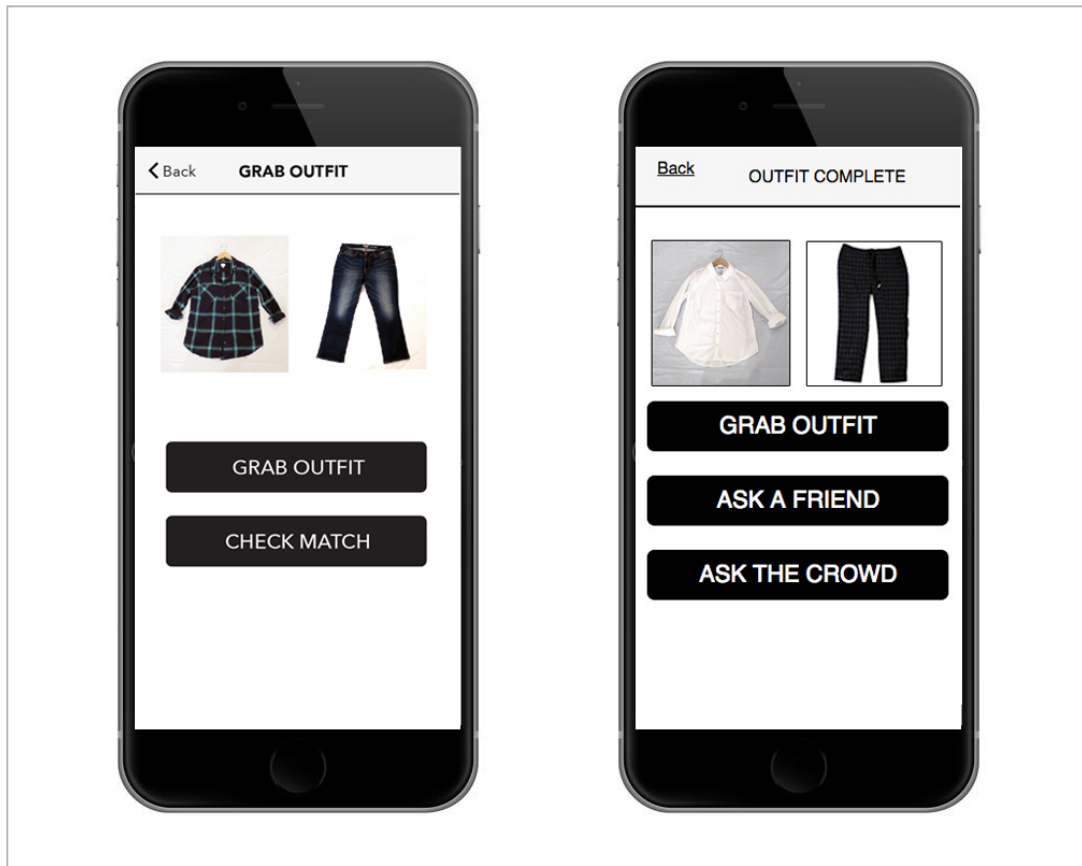 Back
GRAB OUTFIT
GRAB OUTFIT
CHECK MATCH
Back
OUTFIT COMPLETE
GRAB OUTFIT
ASK A FRIEND
ASK THE CROWD